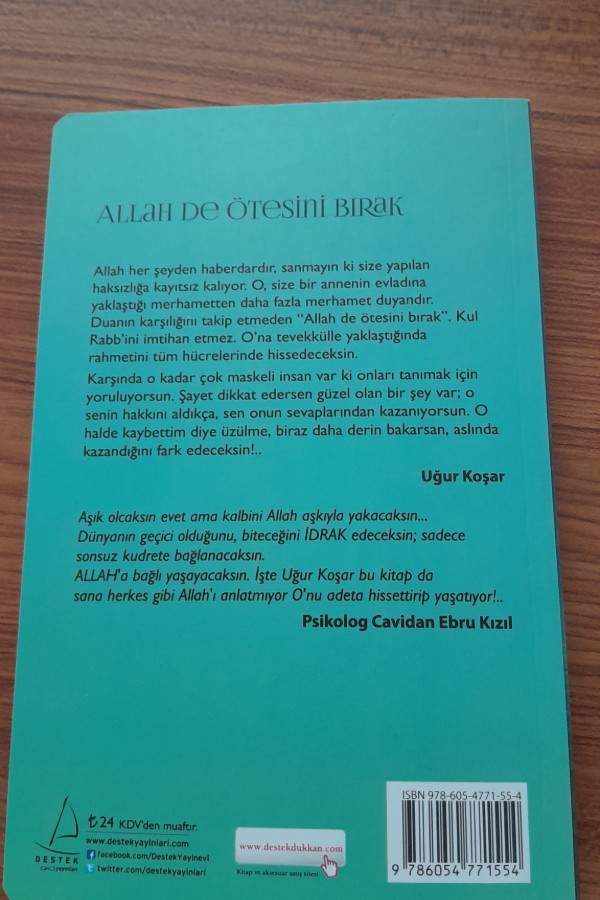 ALLAH DE ÖTESİNİ BIRAK
Allah her şeyden haberdardır, sanmayın ki size yapılan
haksızlığa kayıtsız kalıyor. O, size bir annenin evladına
yaklaştığı merhametten daha fazla merhamet duyandır.
Duanın karşılığını takip etmeden “Allah de ötesini bırak”. Kul
Rabb'ini imtihan etmez. O'na tevekkülle yaklaştığında
rahmetini tüm hücrelerinde hissedeceksin.
Karşında o kadar çok maskeli insan var ki onları tanımak için
yoruluyorsun. Şayet dikkat edersen güzel olan bir şey var; o
senin hakkını aldıkça, sen onun sevaplarından kazanıyorsun. O
halde kaybettim diye üzülme, biraz daha derin bakarsan, aslında
kazandığını fark edeceksin!..
Uğur Koşar
Aşık olcaksın evet ama kalbini Allah aşkıyla yakacaksın...
Dünyanın geçici olduğunu, biteceğini İDRAK edeceksin; sadece
sonsuz kudrete bağlanacaksın.
ALLAH'a bağlı yaşayacaksın. İşte Uğur Koşar bu kitap da
sana herkes gibi Allah'ı anlatmıyor O'nu adeta hissettirip yaşatıyor!..
Psikolog Cavidan Ebru Kızıl
ISBN 978-605-4771-55-4
9 786054 771554
₺24 KDV'den muaftır.
www.destekyayinlari.com
facebook.com/DestekYayinevi
twitter.com/destekyayinlari
DESTEK
yayınları
www.destekdukkan.com
Kitap ve aksesuar satış sitesi